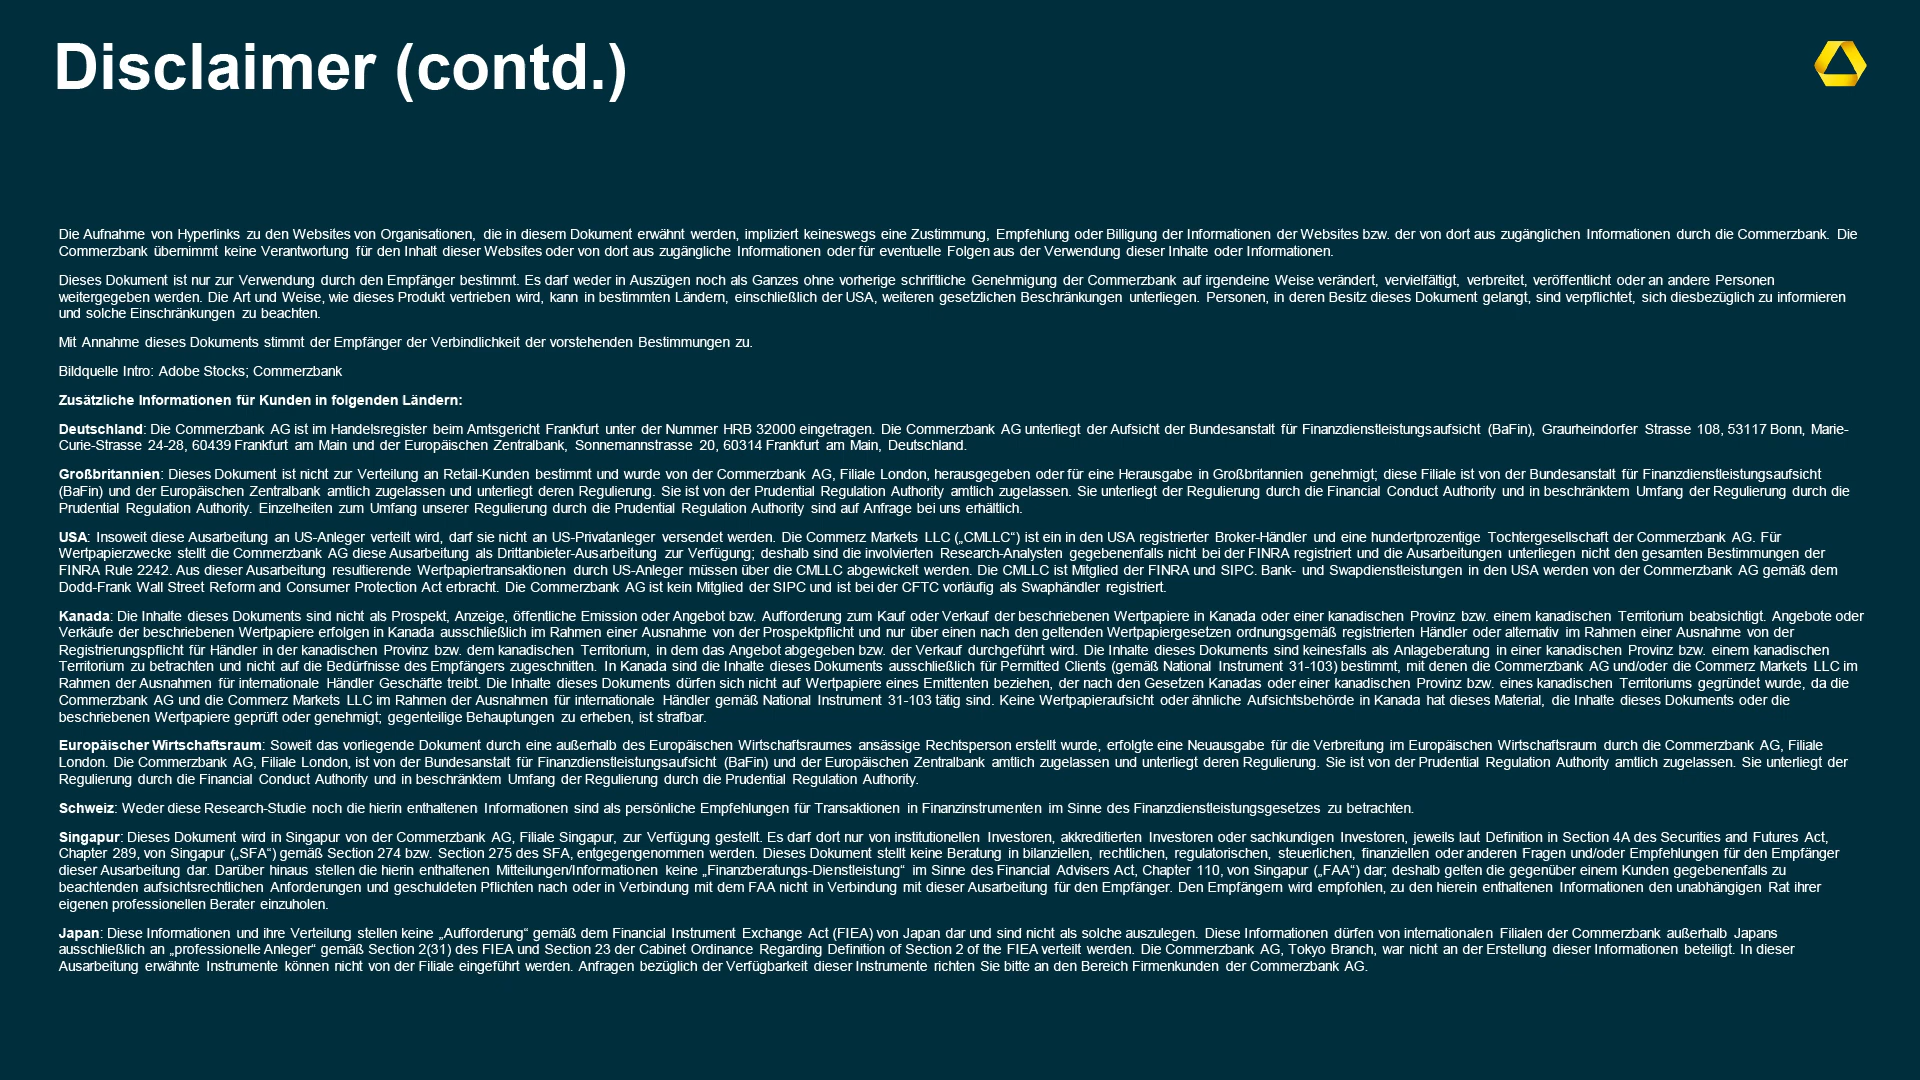 Disclaimer (contd.)
Die Aufnahme von Hyperlinks zu den Websites von Organisationen, die in diesem Dokument erwähnt werden, impliziert keineswegs eine Zustimmung, Empfehlung oder Billigung der Informationen der Websites bzw. der von dort aus zugänglichen Informationen durch die Commerzbank. Die
Commerzbank übernimmt keine Verantwortung für den Inhalt dieser Websites oder von dort aus zugängliche Informationen oder für eventuelle Folgen aus der Verwendung dieser Inhalte oder Informationen.
Dieses Dokument ist nur zur Verwendung durch den Empfänger bestimmt. Es darf weder in Auszügen noch als Ganzes ohne vorherige schriftliche Genehmigung der Commerzbank auf irgendeine Weise verändert, vervielfältigt, verbreitet, veröffentlicht oder an andere Personen
weitergegeben werden. Die Art und Weise, wie dieses Produkt vertrieben wird, kann in bestimmten Ländern, einschließlich der USA, weiteren gesetzlichen Beschränkungen unterliegen. Personen, in deren Besitz dieses Dokument gelangt, sind verpflichtet, sich diesbezüglich zu informieren
und solche Einschränkungen zu beachten.
Mit Annahme dieses Dokuments stimmt der Empfänger der Verbindlichkeit der vorstehenden Bestimmungen zu.
Bildquelle Intro: Adobe Stocks; Commerzbank
Zusätzliche Informationen für Kunden in folgenden Ländern:
Deutschland: Die Commerzbank AG ist im Handelsregister beim Amtsgericht Frankfurt unter der Nummer HRB 32000 eingetragen. Die Commerzbank AG unterliegt der Aufsicht der Bundesanstalt für Finanzdienstleistungsaufsicht (BaFin), Graurheindorfer Strasse 108, 53117 Bonn, Marie-
Curie-Strasse 24-28, 60439 Frankfurt am Main und der Europäischen Zentralbank, Sonnemannstrasse 20, 60314 Frankfurt am Main, Deutschland.
Großbritannien: Dieses Dokument ist nicht zur Verteilung an Retail-Kunden bestimmt und wurde von der Commerzbank AG, Filiale London, herausgegeben oder für eine Herausgabe in Großbritannien genehmigt; diese Filiale ist von der Bundesanstalt für Finanzdienstleistungsaufsicht
(BaFin) und der Europäischen Zentralbank amtlich zugelassen und unterliegt deren Regulierung. Sie ist von der Prudential Regulation Authority amtlich zugelassen. Sie unterliegt der Regulierung durch die Financial Conduct Authority und in beschränktem Umfang der Regulierung durch die
Prudential Regulation Authority. Einzelheiten zum Umfang unserer Regulierung durch die Prudential Regulation Authority sind auf Anfrage bei uns erhältlich.
USA: Insoweit diese Ausarbeitung an US-Anleger verteilt wird, darf sie nicht an US-Privatanleger versendet werden. Die Commerz Markets LLC („CMLLC“) ist ein in den USA registrierter Broker-Händler und eine hundertprozentige Tochtergesellschaft der Commerzbank AG. Für
Wertpapierzwecke stellt die Commerzbank AG diese Ausarbeitung als Drittanbieter-Ausarbeitung zur Verfügung; deshalb sind die involvierten Research-Analysten gegebenenfalls nicht bei der FINRA registriert und die Ausarbeitungen unterliegen nicht den gesamten Bestimmungen der
FINRA Rule 2242. Aus dieser Ausarbeitung resultierende Wertpapiertransaktionen durch US-Anleger müssen über die CMLLC abgewickelt werden. Die CMLLC ist Mitglied der FINRA und SIPC. Bank- und Swapdienstleistungen in den USA werden von der Commerzbank AG gemäß dem
Dodd-Frank Wall Street Reform and Consumer Protection Act erbracht. Die Commerzbank AG ist kein Mitglied der SIPC und ist bei der CFTC vorläufig als Swaphändler registriert.
Kanada: Die Inhalte dieses Dokuments sind nicht als Prospekt, Anzeige, öffentliche Emission oder Angebot bzw. Aufforderung zum Kauf oder Verkauf der beschriebenen Wertpapiere in Kanada oder einer kanadischen Provinz bzw. einem kanadischen Territorium beabsichtigt. Angebote oder
Verkäufe der beschriebenen Wertpapiere erfolgen in Kanada ausschließlich im Rahmen einer Ausnahme von der Prospektpflicht und nur über einen nach den geltenden Wertpapiergesetzen ordnungsgemäß registrierten Händler oder alternativ im Rahmen einer Ausnahme von der
Registrierungspflicht für Händler in der kanadischen Provinz bzw. dem kanadischen Territorium, in dem das Angebot abgegeben bzw. der Verkauf durchgeführt wird. Die Inhalte dieses Dokuments sind keinesfalls als Anlageberatung in einer kanadischen Provinz bzw. einem kanadischen
Territorium zu betrachten und nicht auf die Bedürfnisse des Empfängers zugeschnitten. In Kanada sind die Inhalte dieses Dokuments ausschließlich für Permitted Clients (gemäß National Instrument 31-103) bestimmt, mit denen die Commerzbank AG und/oder die Commerz Markets LLC im
Rahmen der Ausnahmen für internationale Händler Geschäfte treibt. Die Inhalte dieses Dokuments dürfen sich nicht auf Wertpapiere eines Emittenten beziehen, der nach den Gesetzen Kanadas oder einer kanadischen Provinz bzw. eines kanadischen Territoriums gegründet wurde, da die
Commerzbank AG und die Commerz Markets LLC im Rahmen der Ausnahmen für internationale Händler gemäß National Instrument 31-103 tätig sind. Keine Wertpapieraufsicht oder ähnliche Aufsichtsbehörde in Kanada hat dieses Material, die Inhalte dieses Dokuments oder die
beschriebenen Wertpapiere geprüft oder genehmigt; gegenteilige Behauptungen zu erheben, ist strafbar.
Europäischer Wirtschaftsraum: Soweit das vorliegende Dokument durch eine außerhalb des Europäischen Wirtschaftsraumes ansässige Rechtsperson erstellt wurde, erfolgte eine Neuausgabe für die Verbreitung im Europäischen Wirtschaftsraum durch die Commerzbank AG, Filiale
London. Die Commerzbank AG, Filiale London, ist von der Bundesanstalt für Finanzdienstleistungsaufsicht (BaFin) und der Europäischen Zentralbank amtlich zugelassen und unterliegt deren Regulierung. Sie ist von der Prudential Regulation Authority amtlich zugelassen. Sie unterliegt der
Regulierung durch die Financial Conduct Authority und in beschränktem Umfang der Regulierung durch die Prudential Regulation Authority.
Schweiz: Weder diese Research-Studie noch die hierin enthaltenen Informationen sind als persönliche Empfehlungen für Transaktionen in Finanzinstrumenten im Sinne des Finanzdienstleistungsgesetzes zu betrachten.
Singapur: Dieses Dokument wird in Singapur von der Commerzbank AG, Filiale Singapur, zur Verfügung gestellt. Es darf dort nur von institutionellen Investoren, akkreditierten Investoren oder sachkundigen Investoren, jeweils laut Definition in Section 4A des Securities and Futures Act,
Chapter 289, von Singapur („SFA“) gemäß Section 274 bzw. Section 275 des SFA, entgegengenommen werden. Dieses Dokument stellt keine Beratung in bilanziellen, rechtlichen, regulatorischen, steuerlichen, finanziellen oder anderen Fragen und/oder Empfehlungen für den Empfänger
dieser Ausarbeitung dar. Darüber hinaus stellen die hierin enthaltenen Mitteilungen/Informationen keine „Finanzberatungs-Dienstleistung“ im Sinne des Financial Advisers Act, Chapter 110, von Singapur („FAA“) dar; deshalb gelten die gegenüber einem Kunden gegebenenfalls zu
beachtenden aufsichtsrechtlichen Anforderungen und geschuldeten Pflichten nach oder in Verbindung mit dem FAA nicht in Verbindung mit dieser Ausarbeitung für den Empfänger. Den Empfängern wird empfohlen, zu den hierein enthaltenen Informationen den unabhängigen Rat ihrer
eigenen professionellen Berater einzuholen.
Japan: Diese Informationen und ihre Verteilung stellen keine „Aufforderung“ gemäß dem Financial Instrument Exchange Act (FIEA) von Japan dar und sind nicht als solche auszulegen. Diese Informationen dürfen von internationalen Filialen der Commerzbank außerhalb Japans
ausschließlich an „professionelle Anleger“ gemäß Section 2(31) des FIEA und Section 23 der Cabinet Ordinance Regarding Definition of Section 2 of the FIEA verteilt werden. Die Commerzbank AG, Tokyo Branch, war nicht an der Erstellung dieser Informationen beteiligt. In dieser
Ausarbeitung erwähnte Instrumente können nicht von der Filiale eingeführt werden. Anfragen bezüglich der Verfügbarkeit dieser Instrumente richten Sie bitte an den Bereich Firmenkunden der Commerzbank AG.